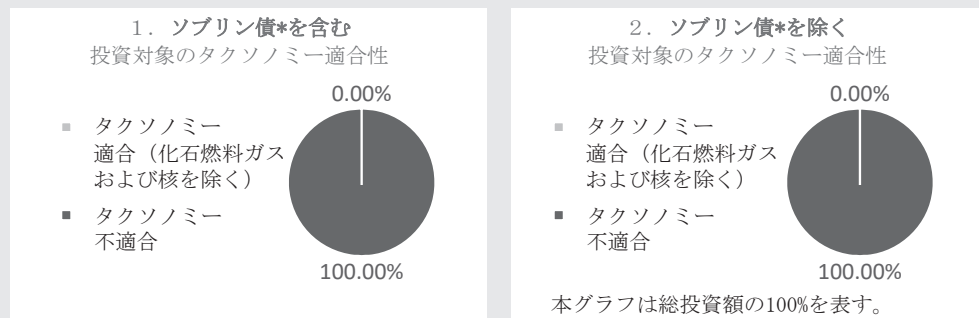 1. ソブリン債*を含む
投資対象のタクソノミー適合性
0.00%
タクソノミー
適合（化石燃料ガス
および核を除く）
タクソノミー
不適合
100.00%
2. ソブリン債*を除く
投資対象のタクソノミー適合性
0.00%
タクソノミー
適合（化石燃料ガス
および核を除く）
タクソノミー
不適合
100.00%
本グラフは総投資額の100%を表す。